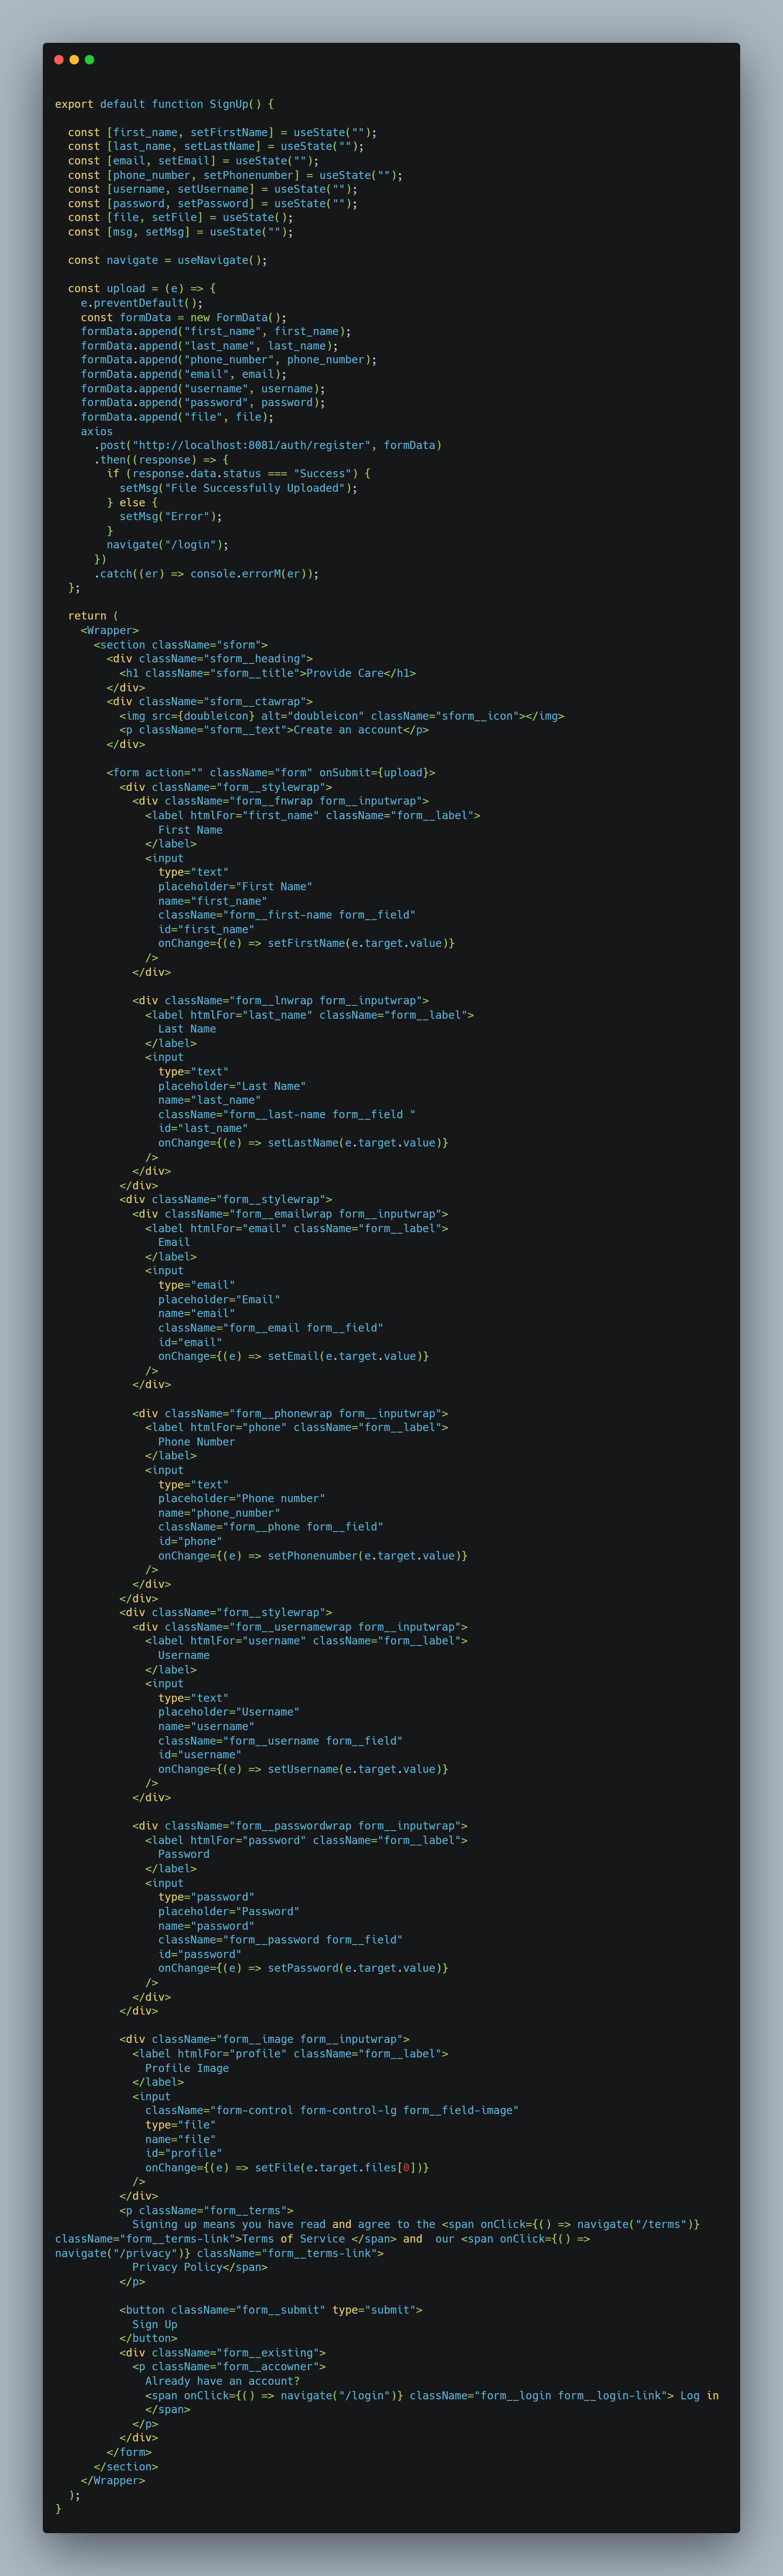 export default function SignUp() {
const [first_name, setFirstName] = useState("");
const [last_name, setLastName] = useState("");
const [email, setEmail] = useState("");
const [phone_number, setPhonenumber] = useState("");
const [username, setUsername] = useState("");
const [password, setPassword] = useState("");
const [file, setFile] = useState();
const [msg, setMsg] = useState("");
const navigate = useNavigate();
const upload = (e) => {
e.preventDefault();
const formData = new FormData();
formData.append("first_name", first_name);
formData.append("last_name", last_name);
formData.append("phone_number", phone_number);
formData.append("email", email);
formData.append("username", username);
formData.append("password", password);
formData.append("file", file);
axios
.post("http://localhost:8081/auth/register", formData)
.then((response) => {
if (response.data.status === "Success") {
setMsg("File Successfully Uploaded");
} else {
setMsg("Error");
}
navigate("/login");
})
.catch((er) => console.errorM(er));
};
return (
<Wrapper>
<section className="sform">
<div className="sform__heading">
<h1 className="sform__title">Provide Care</h1>
</div>
<div className="sform__ctawrap">
<img src={doubleicon} alt="doubleicon" className="sform__icon"></img>
<p className="sform__text">Create an account</p>
</div>
<form action="" className="form" onSubmit={upload}>
<div className="form__stylewrap">
<div className="form__fnwrap form__inputwrap">
<label htmlFor="first_name" className="form__label">
First Name
</label>
<input
type="text"
placeholder="First Name"
name="first_name"
className="form__first-name form__field"
id="first_name"
onChange={(e) => setFirstName(e.target.value)}
/>
</div>
<div className="form__lnwrap form__inputwrap">
<label htmlFor="last_name" className="form__label">
Last Name
</label>
<input
type="text"
placeholder="Last Name"
name="last_name"
className="form__last-name form__field "
id="last_name"
onChange={(e) => setLastName(e.target.value)}
/>
</div>
</div>
<div className="form__stylewrap">
<div className="form__emailwrap form__inputwrap">
<label htmlFor="email" className="form__label">
Email
</label>
<input
type="email"
placeholder="Email"
name="email"
className="form__email form__field"
id="email"
onChange={(e) => setEmail(e.target.value)}
/>
</div>
<div className="form__phonewrap form__inputwrap">
<label htmlFor="phone" className="form__label">
Phone Number
</label>
<input
type="text"
placeholder="Phone number"
name="phone_number"
className="form__phone form__field"
id="phone"
onChange={(e) => setPhonenumber(e.target.value)}
/>
</div>
</div>
<div className="form__stylewrap">
<div className="form__usernamewrap form__inputwrap">
<label htmlFor="username" className="form__label">
Username
</label>
<input
type="text"
placeholder="Username"
name="username"
className="form__username form__field"
id="username"
onChange={(e) => setUsername(e.target.value)}
/>
</div>
<div className="form__passwordwrap form__inputwrap">
<label htmlFor="password" className="form__label">
Password
</label>
<input
type="password"
placeholder="Password"
name="password"
className="form__password form__field"
id="password"
onChange={(e) => setPassword(e.target.value)}
/>
</div>
</div>
<div className="form__image form__inputwrap">
<label htmlFor="profile" className="form__label">
Profile Image
</label>
<input
className="form-control form-control-lg form__field-image"
type="file"
name="file"
id="profile"
onChange={(e) => setFile(e.target.files[0])}
/>
</div>
<p className="form__terms">
Signing up means you have read and agree to the <span onClick={() => navigate("/terms")}
className="form__terms-link">Terms of Service </span> and  our <span onClick={() =>
navigate("/privacy")} className="form__terms-link">
Privacy Policy</span>
</p>
<button className="form__submit" type="submit">
Sign Up
</button>
<div className="form__existing">
<p className="form__accowner">
Already have an account?
<span onClick={() => navigate("/login")} className="form__login form__login-link"> Log in
</span>
</p>
</div>
</form>
</section>
</Wrapper>
);
}